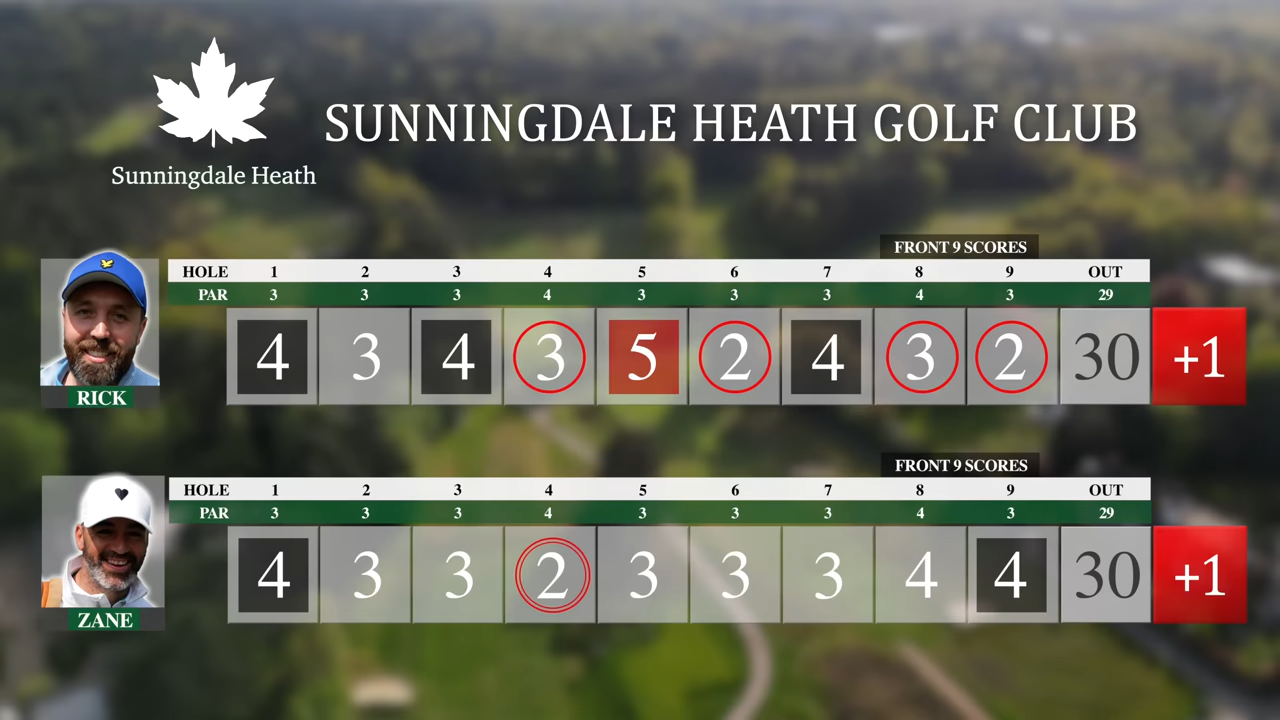 SUNNINGDALE HEATH GOLF CLUB
Sunningdale Heath
FRONT 9 SCORES
HOLE 1 2 3 4 5 6 7 8 9 OUT
PAR 3 3 3 4 3 3 3 4 3 29
4 3 4 3 5 2 4 3 2 30 +1
RICK
FRONT 9 SCORES
HOLE 1 2 3 4 5 6 7 8 9 OUT
PAR 3 3 3 4 3 3 3 4 3 29
4 3 3 2 3 3 3 4 4 30 +1
ZANE